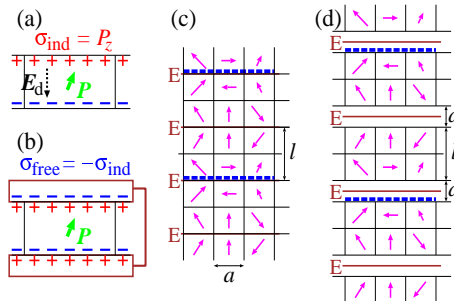 (a)
σind = Pz
+ + + + + + +
Ed
P
− − − − − − −
(b)
σfree = −σind
+ + + + + + +
− − − − − − −
P
− − − − − − −
+ + + + + + +
(c)
E
E
E
E
l
a
(d)
E
E
E
E
d
l
d